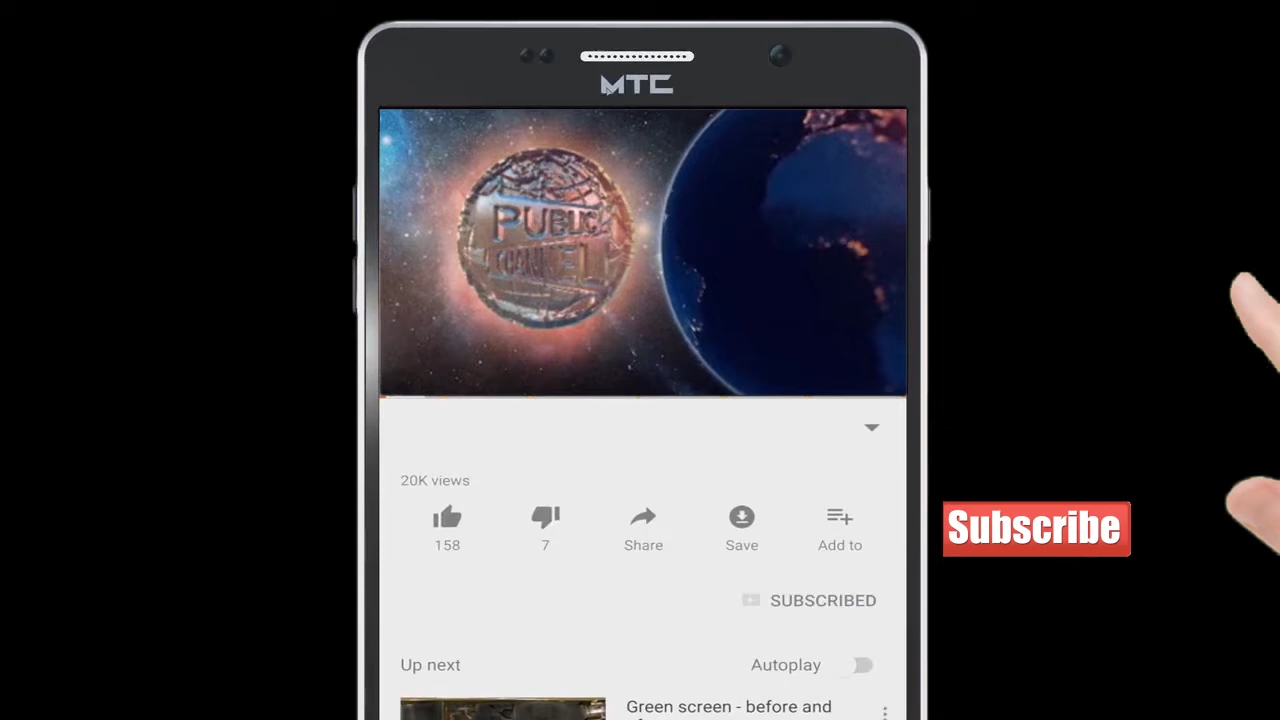 MTC
PUBLIC
CHANNEL
20K views
158
7
Share
Save
Add to
Subscribe
SUBSCRIBED
Up next
Autoplay
Green screen - before and